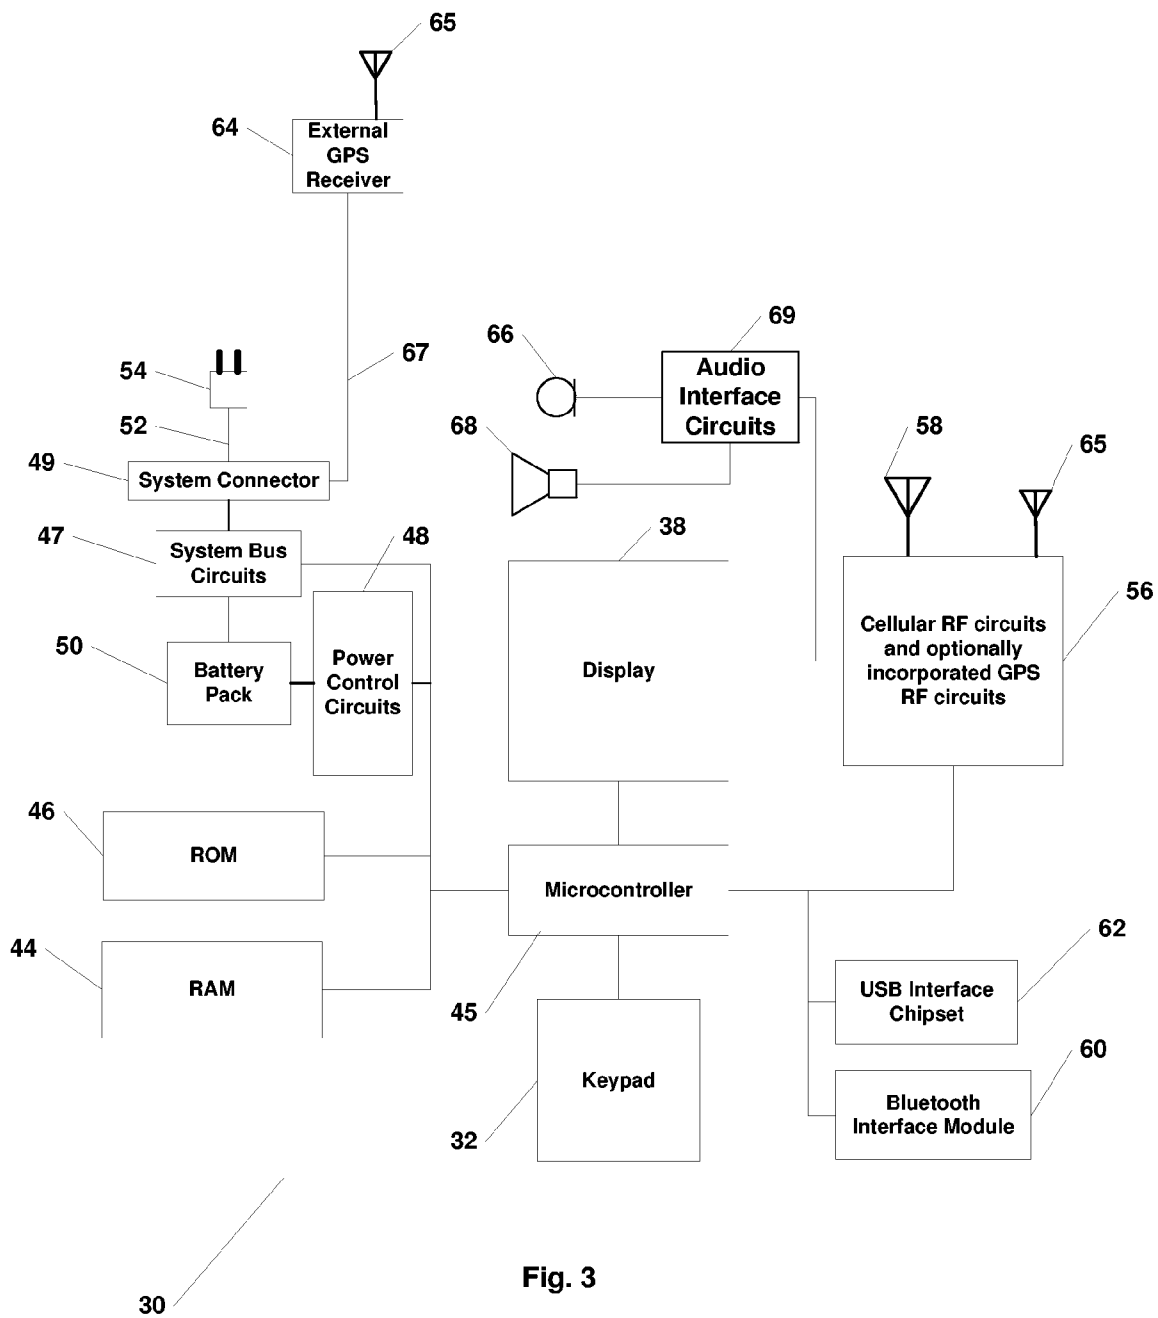 65
64
External
GPS
Receiver
69
66
67
54
Audio
Interface
Circuits
52
68
58
65
49
System Connector
47
System Bus
Circuits
48
38
56
50
Battery
Pack
Power
Control
Circuits
Display
Cellular RF circuits
and optionally
incorporated GPS
RF circuits
46
ROM
Microcontroller
44
RAM
45
62
USB Interface
Chipset
60
Keypad
32
Bluetooth
Interface Module
Fig. 3
30